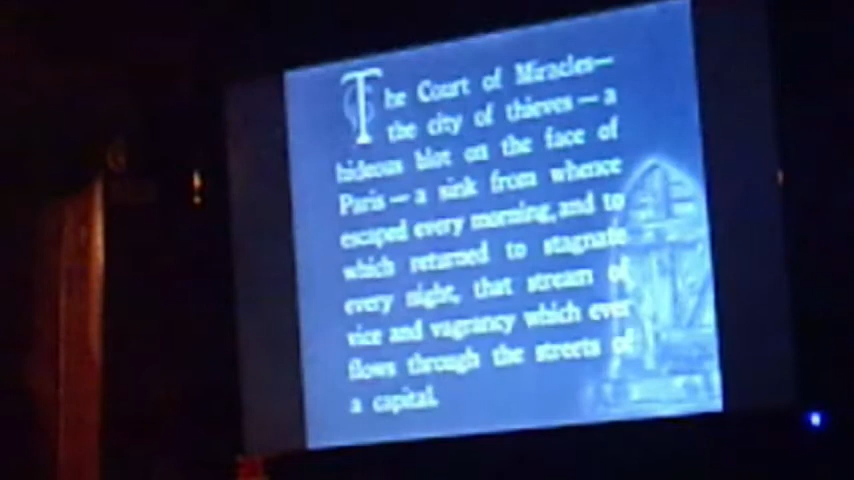 The Court of Miracles—
the city of thieves—a
hideous blot on the face of
Paris—a sink from whence
escaped every morning, and to
which returned to stagnate
every night, that stream of
vice and vagrancy which ever
flows through the streets of
a capital.